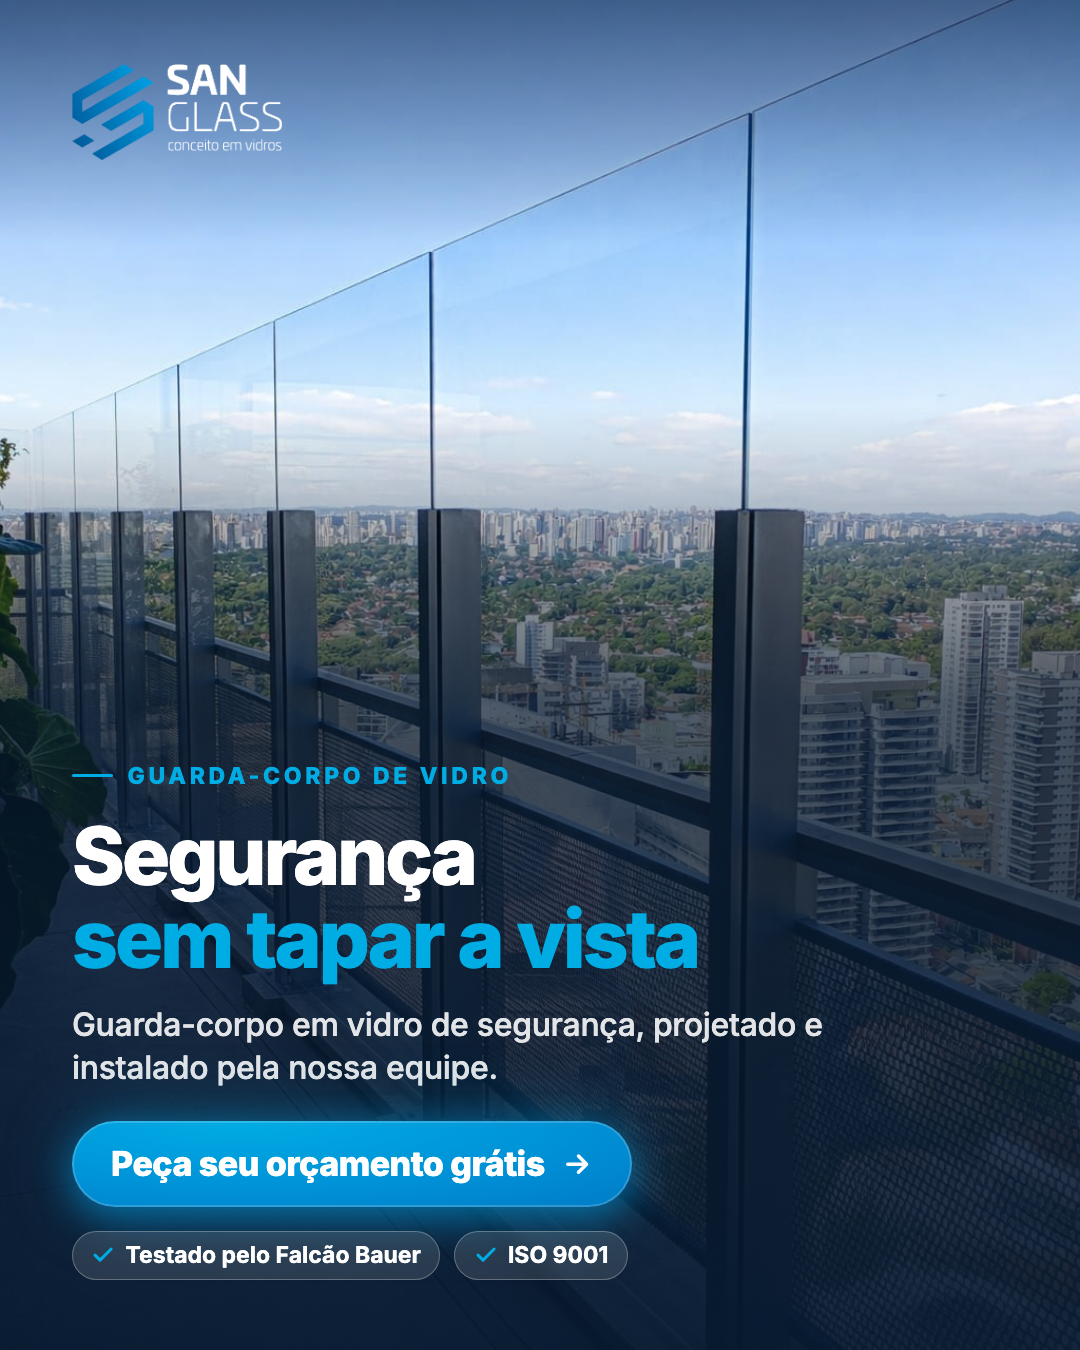 SAN
GLASS
conceito em vidros
GUARDA-CORPO DE VIDRO
Segurança
sem tapar a vista
Guarda-corpo em vidro de segurança, projetado e
instalado pela nossa equipe.
Peça seu orçamento grátis →
✓ Testado pelo Falcão Bauer
✓ ISO 9001